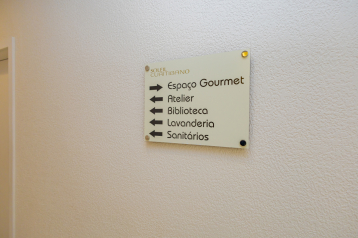 Espaço Gourmet
Atelier
Biblioteca
Lavanderia
Sanitários